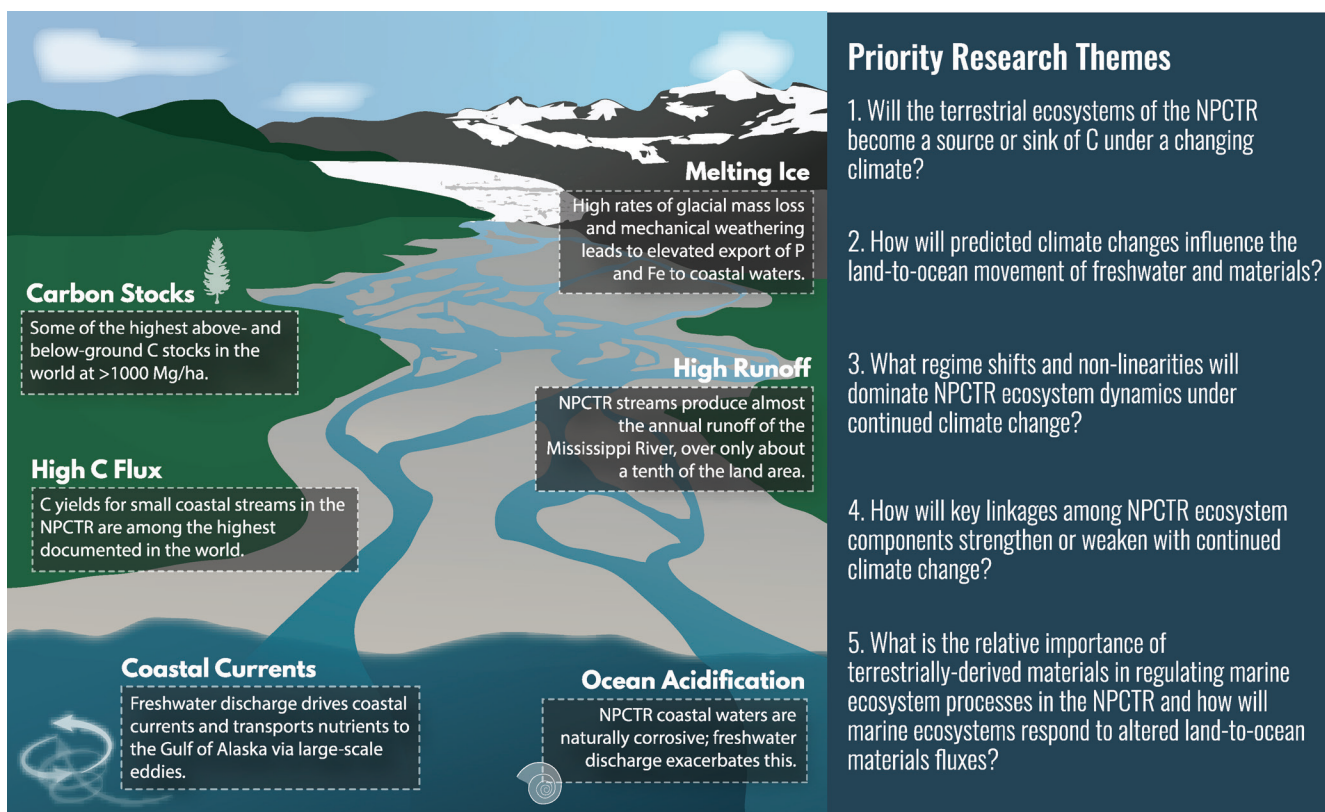 Melting Ice
High rates of glacial mass loss
and mechanical weathering
leads to elevated export of P
and Fe to coastal waters.
Carbon Stocks
Some of the highest above- and
below-ground C stocks in the
world at >1000 Mg/ha.
High Runoff
NPCTR streams produce almost
the annual runoff of the
Mississippi River, over only about
a tenth of the land area.
High C Flux
C yields for small coastal streams in the
NPCTR are among the highest
documented in the world.
Coastal Currents
Freshwater discharge drives coastal
currents and transports nutrients to
the Gulf of Alaska via large-scale
eddies.
Ocean Acidification
NPCTR coastal waters are
naturally corrosive; freshwater
discharge exacerbates this.
Priority Research Themes
1. Will the terrestrial ecosystems of the NPCTR
become a source or sink of C under a changing
climate?
2. How will predicted climate changes influence the
land-to-ocean movement of freshwater and materials?
3. What regime shifts and non-linearities will
dominate NPCTR ecosystem dynamics under
continued climate change?
4. How will key linkages among NPCTR ecosystem
components strengthen or weaken with continued
climate change?
5. What is the relative importance of
terrestrially-derived materials in regulating marine
ecosystem processes in the NPCTR and how will
marine ecosystems respond to altered land-to-ocean
materials fluxes?